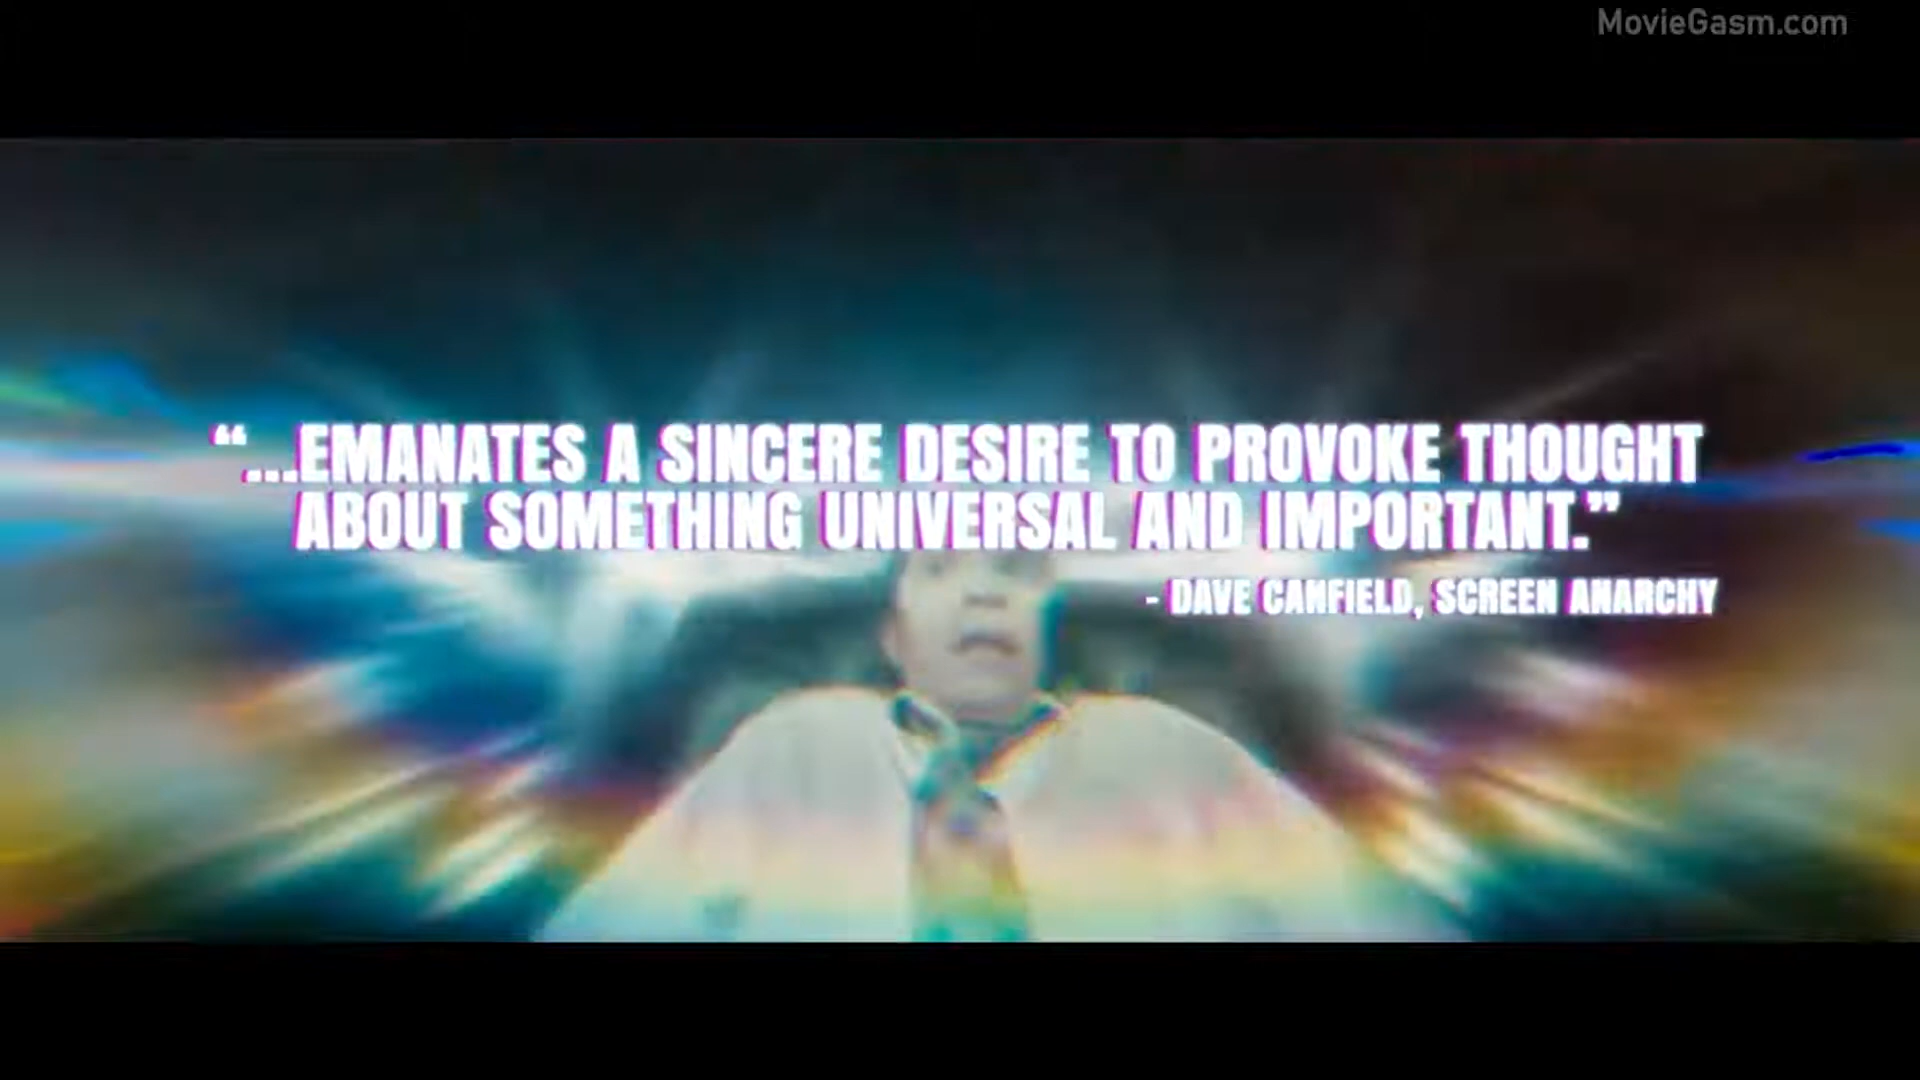 MovieGasm.com
“...EMANATES A SINCERE DESIRE TO PROVOKE THOUGHT
ABOUT SOMETHING UNIVERSAL AND IMPORTANT.”
- DAVE CANFIELD, SCREEN ANARCHY